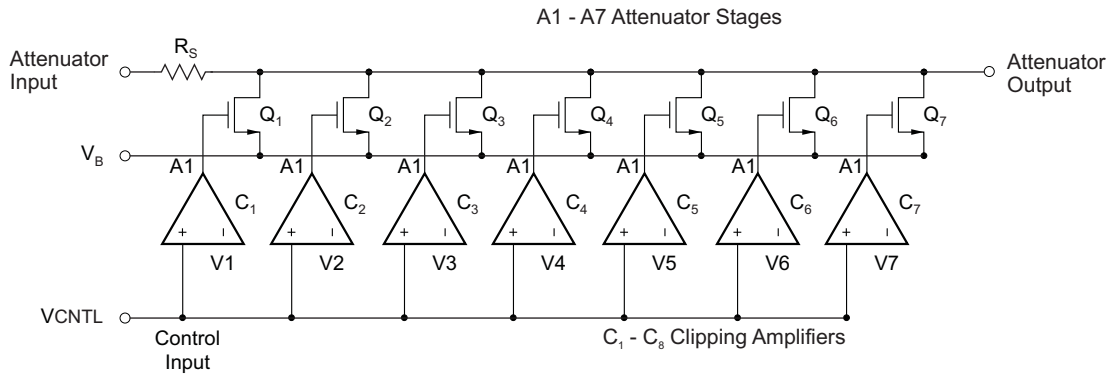 A1 - A7 Attenuator Stages
Attenuator
Input
R_S
Attenuator
Output
Q₁ Q₂ Q₃ Q₄ Q₅ Q₆ Q₇
V_B
A1 A1 A1 A1 A1 A1 A1
C₁ C₂ C₃ C₄ C₅ C₆ C₇
+ – + – + – + – + – + – + –
V1 V2 V3 V4 V5 V6 V7
VCNTL
Control
Input
C₁ - C₈ Clipping Amplifiers